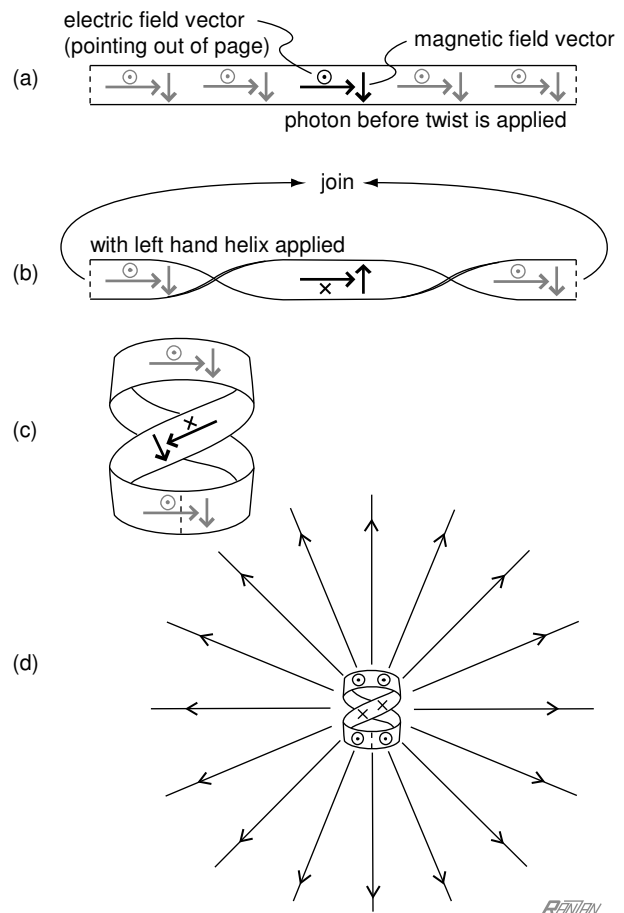 electric field vector
(pointing out of page)
magnetic field vector
(a)
photon before twist is applied
join
with left hand helix applied
(b)
(c)
(d)
RANTAN